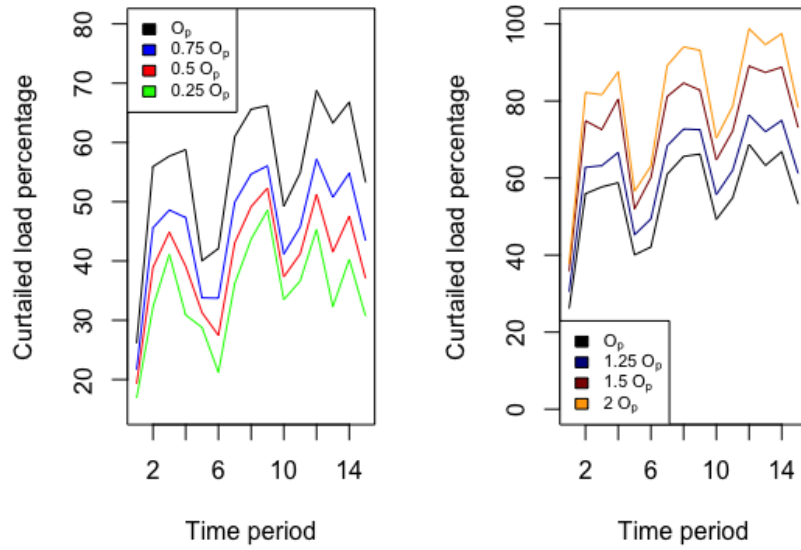 Curtailed load percentage
80
70
60
50
40
30
20
Oₚ
0.75 Oₚ
0.5 Oₚ
0.25 Oₚ
2 6 10 14
Time period
Curtailed load percentage
100
80
60
40
20
0
Oₚ
1.25 Oₚ
1.5 Oₚ
2 Oₚ
2 6 10 14
Time period